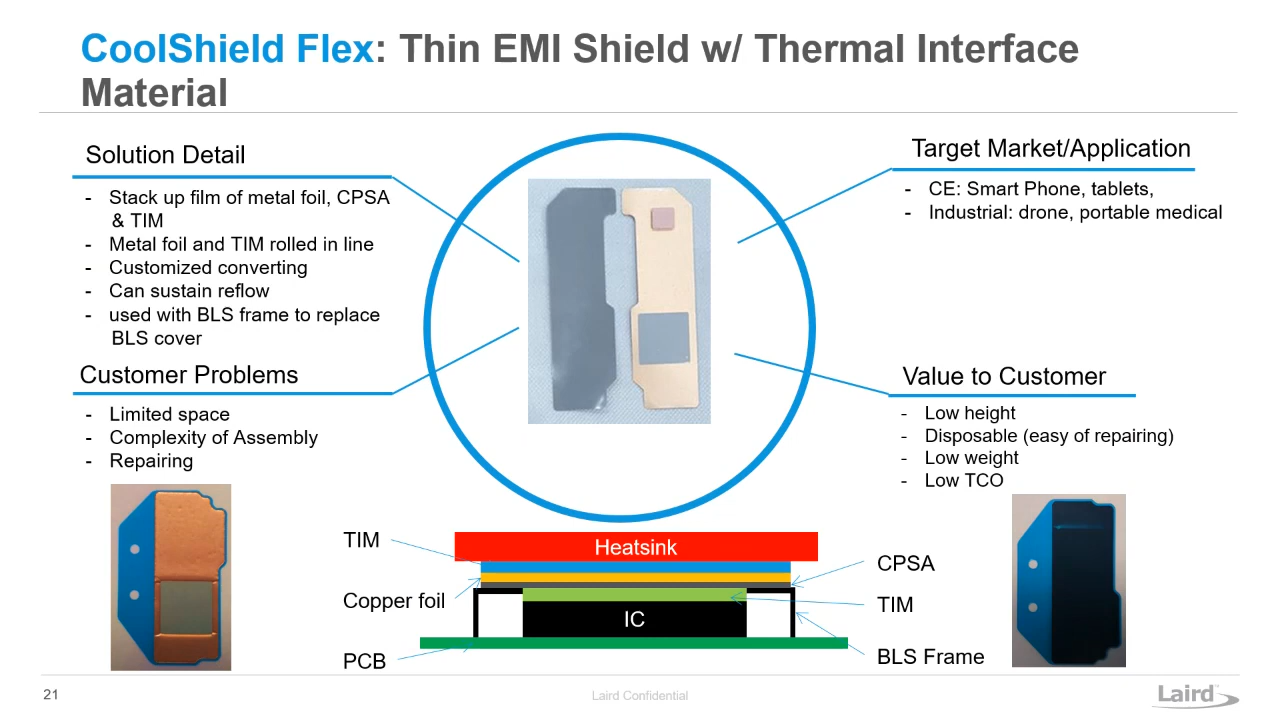 CoolShield Flex: Thin EMI Shield w/ Thermal Interface
Material
Solution Detail
- Stack up film of metal foil, CPSA
& TIM
- Metal foil and TIM rolled in line
- Customized converting
- Can sustain reflow
- used with BLS frame to replace
BLS cover
Customer Problems
- Limited space
- Complexity of Assembly
- Repairing
Target Market/Application
- CE: Smart Phone, tablets,
- Industrial: drone, portable medical
Value to Customer
- Low height
- Disposable (easy of repairing)
- Low weight
- Low TCO
TIM
Heatsink
CPSA
Copper foil
TIM
IC
PCB
BLS Frame
21
Laird Confidential
Laird™